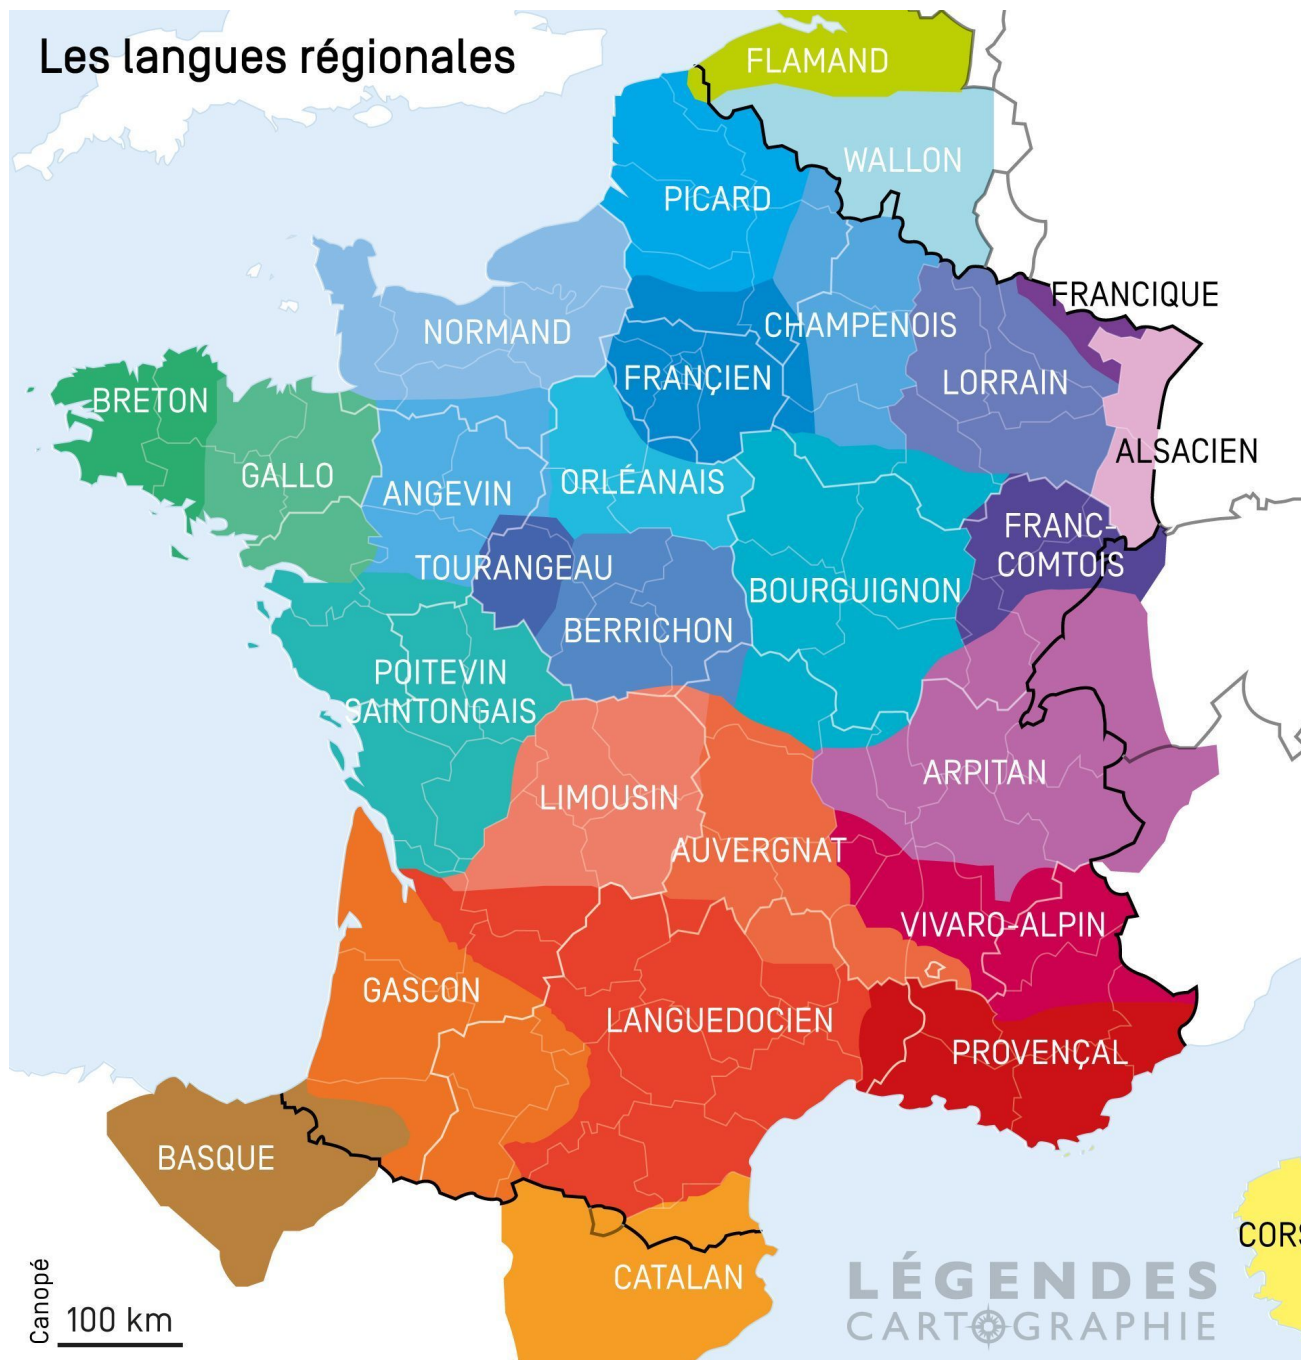 Les langues régionales
FLAMAND
WALLON
PICARD
FRANCIQUE
NORMAND
CHAMPENOIS
FRANÇIEN
LORRAIN
BRETON
ALSACIEN
GALLO
ORLÉANAIS
ANGEVIN
FRANC-
COMTOIS
TOURANGEAU
BOURGUIGNON
BERRICHON
POITEVIN
SAINTONGAIS
ARPITAN
LIMOUSIN
AUVERGNAT
VIVARO-ALPIN
GASCON
LANGUEDOCIEN
PROVENÇAL
BASQUE
CORS
CATALAN
LÉGENDES
CARTOGRAPHIE
Canopé
100 km